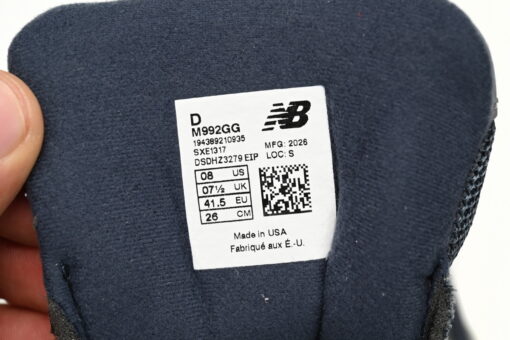 D
M992GG
194389210935
SXE1317
DSDHZ3279 EIP
NB
MFG: 2026
LOC: S
08 US
07½ UK
41.5 EU
26 CM
Made in USA
Fabriqué aux É.-U.